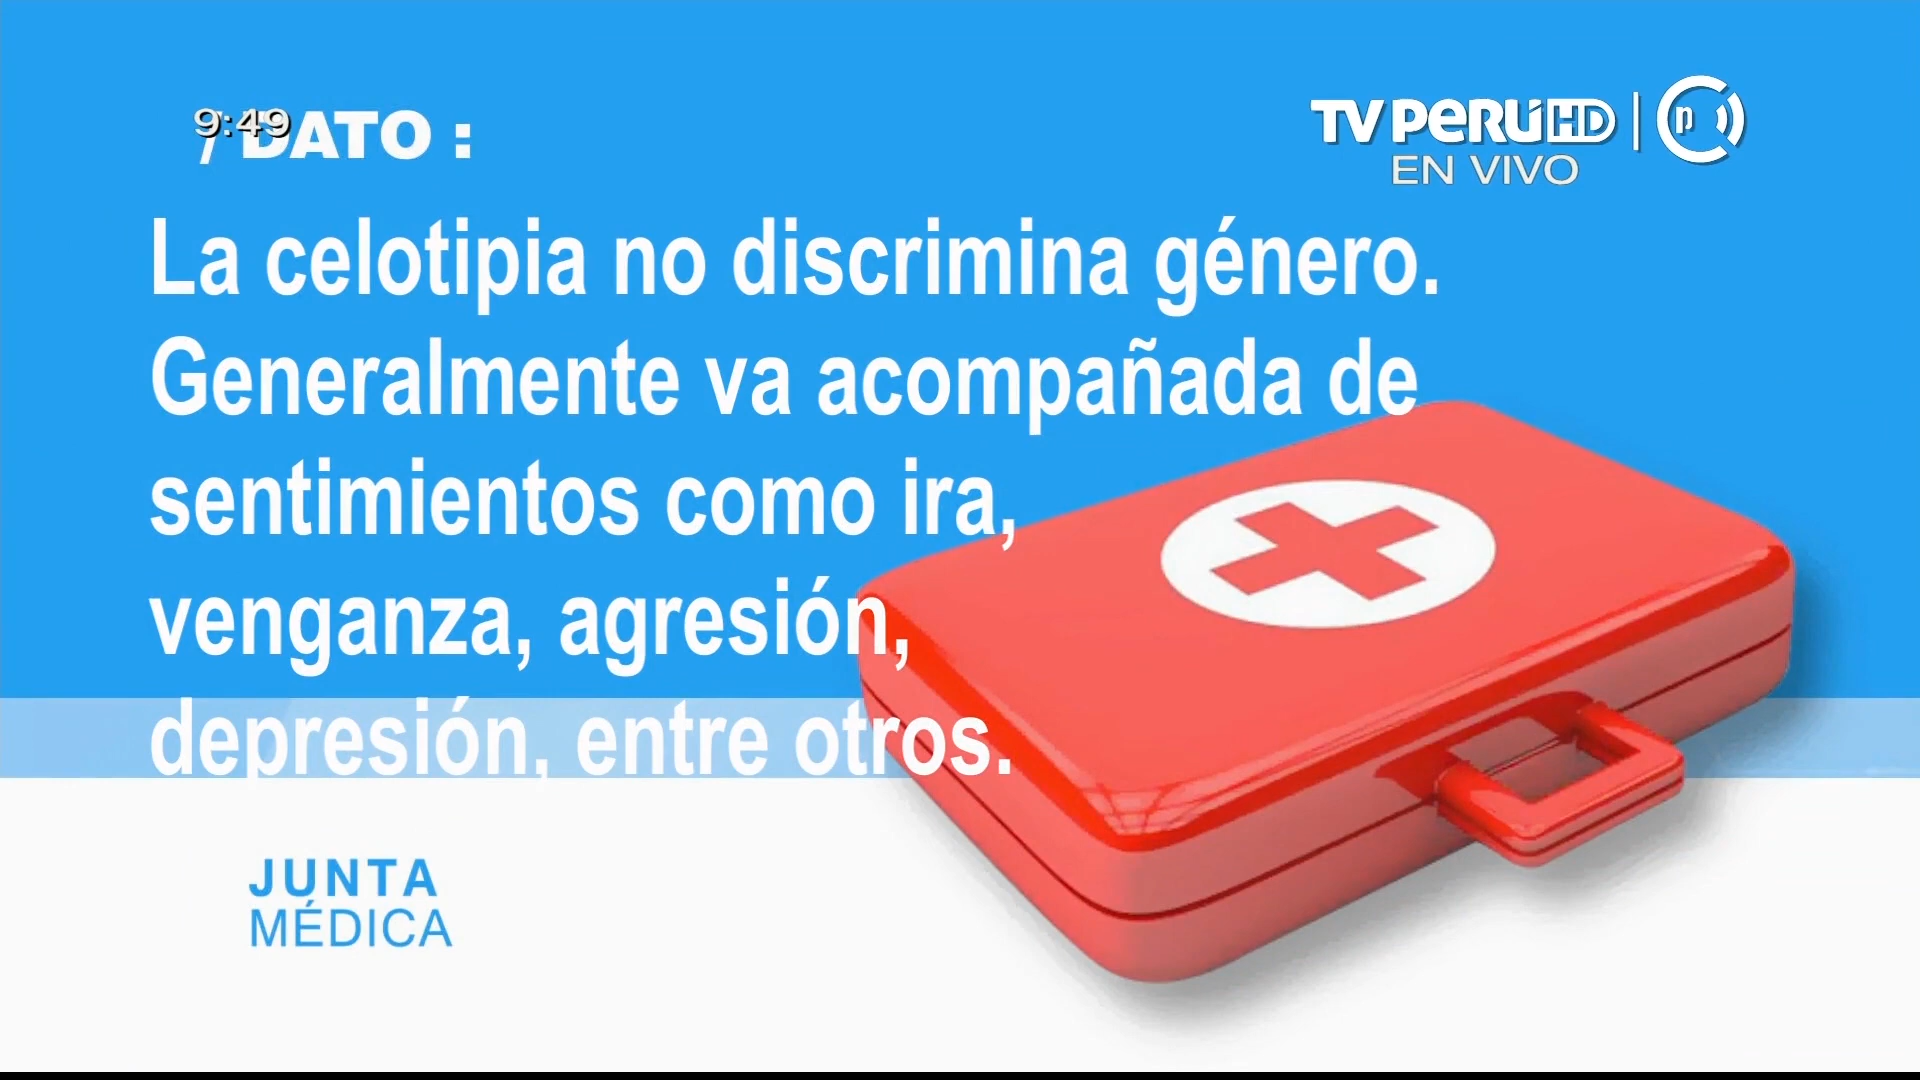 9:49
/ DATO :
TV PERÚ HD
EN VIVO
La celotipia no discrimina género.
Generalmente va acompañada de
sentimientos como ira,
venganza, agresión,
depresión, entre otros.
JUNTA
MÉDICA